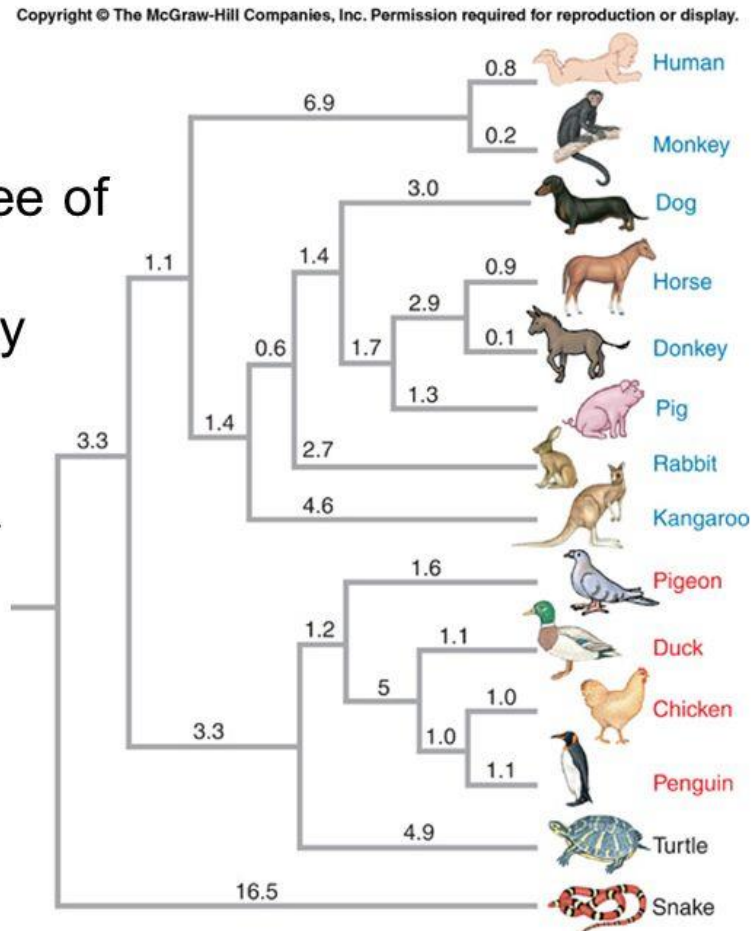 Copyright © The McGraw-Hill Companies, Inc. Permission required for reproduction or display.
0.8
Human
6.9
0.2
Monkey
ee of
3.0
Dog
1.1
1.4
0.9
Horse
2.9
y
0.6
1.7
0.1
Donkey
1.3
Pig
1.4
3.3
2.7
Rabbit
4.6
Kangaroo
1.6
Pigeon
1.2
1.1
Duck
5
1.0
Chicken
3.3
1.0
1.1
Penguin
4.9
Turtle
16.5
Snake